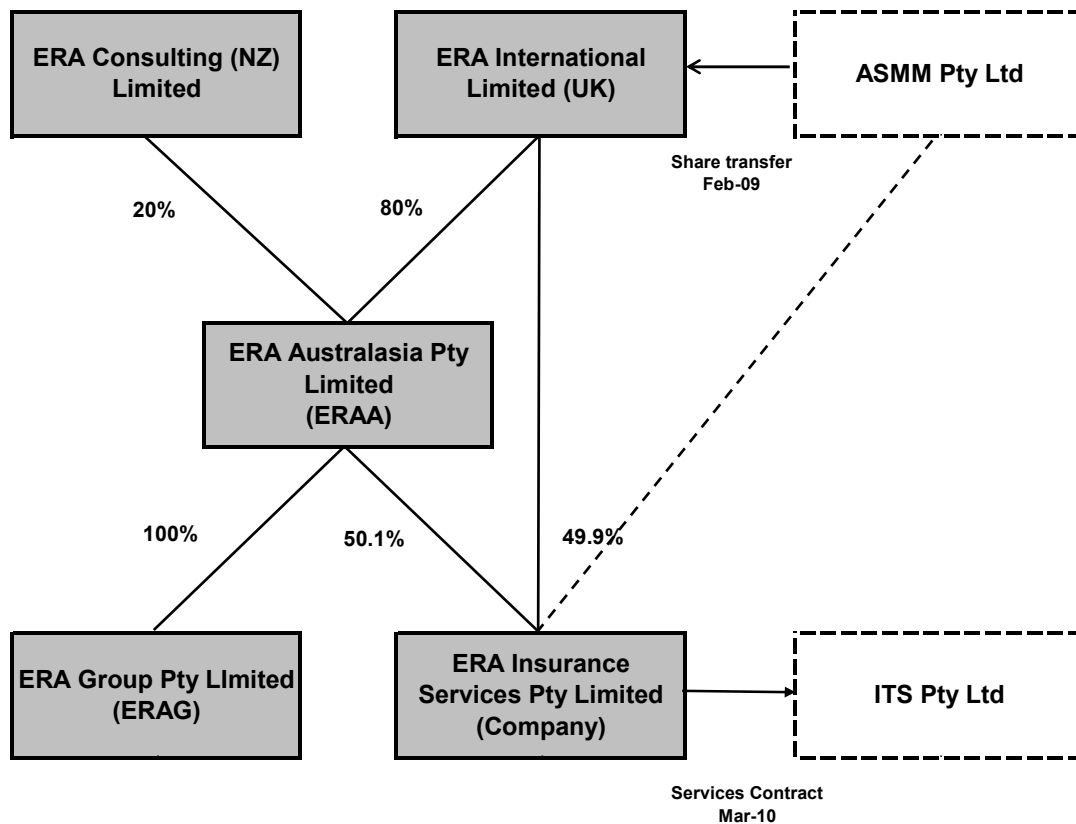 ERA Consulting (NZ)
Limited
ERA International
Limited (UK)
ASMM Pty Ltd
Share transfer
Feb-09
20%
80%
ERA Australasia Pty
Limited
(ERAA)
100%
50.1%
49.9%
ERA Group Pty LImited
(ERAG)
ERA Insurance
Services Pty Limited
(Company)
ITS Pty Ltd
Services Contract
Mar-10